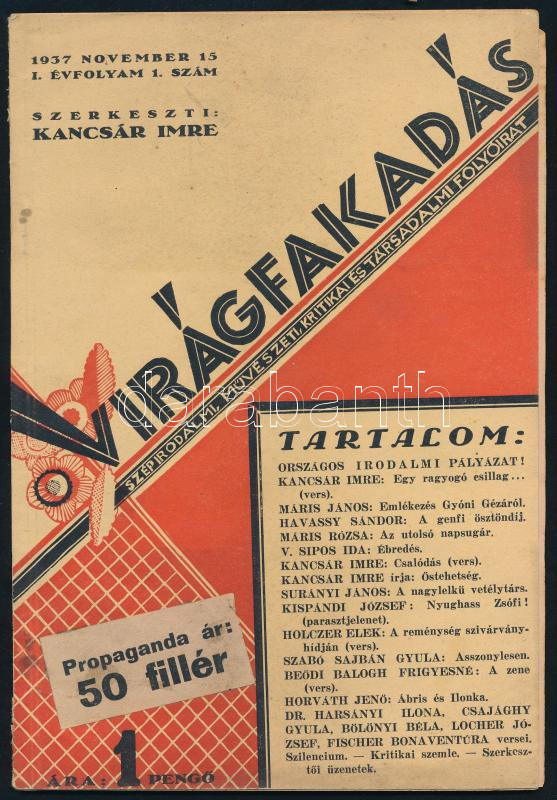 1937 NOVEMBER 15
I. ÉVFOLYAM 1. SZÁM
SZERKESZTI:
KANCSÁR IMRE
VIRÁGFAKADÁS
SZÉPIRODALMI, MŰVÉSZETI, KRITIKAI ÉS TÁRSADALMI FOLYÓIRAT
darabanth
TARTALOM:
ORSZÁGOS IRODALMI PÁLYÁZAT!
KANCSÁR IMRE: Egy ragyogó csillag...
(vers).
MÁRIS JÁNOS: Emlékezés Gyóni Gézáról.
HAVASSY SÁNDOR: A genfi ösztöndíj.
MÁRIS RÓZSA: Az utolsó napsugár.
V. SIPOS IDA: Ébredés.
KANCSÁR IMRE: Csalódás (vers).
KANCSÁR IMRE írja: Őstehetség.
SURÁNYI JÁNOS: A nagylelkü vetélytárs.
KISPÁNDI JÓZSEF: Nyughass Zsófi!
(parasztjelenet).
HOLCZER ELEK: A reménység szivárvány-
hídján (vers).
SZABÓ SAJBÁN GYULA: Asszonylesen.
BEŐDI BALOGH FRIGYESNÉ: A zene
(vers).
HORVÁTH JENŐ: Ábris és Ilonka.
DR. HARSÁNYI ILONA, CSAJÁGHY
GYULA, BÖLÖNYI BÉLA, LOCHER JÓ-
ZSEF, FISCHER BONAVENTÚRA versei.
Szilencium. — Kritikai szemle. — Szerkesz-
tői üzenetek.
Propaganda ár:
50 fillér
ÁRA: 1 PENGŐ